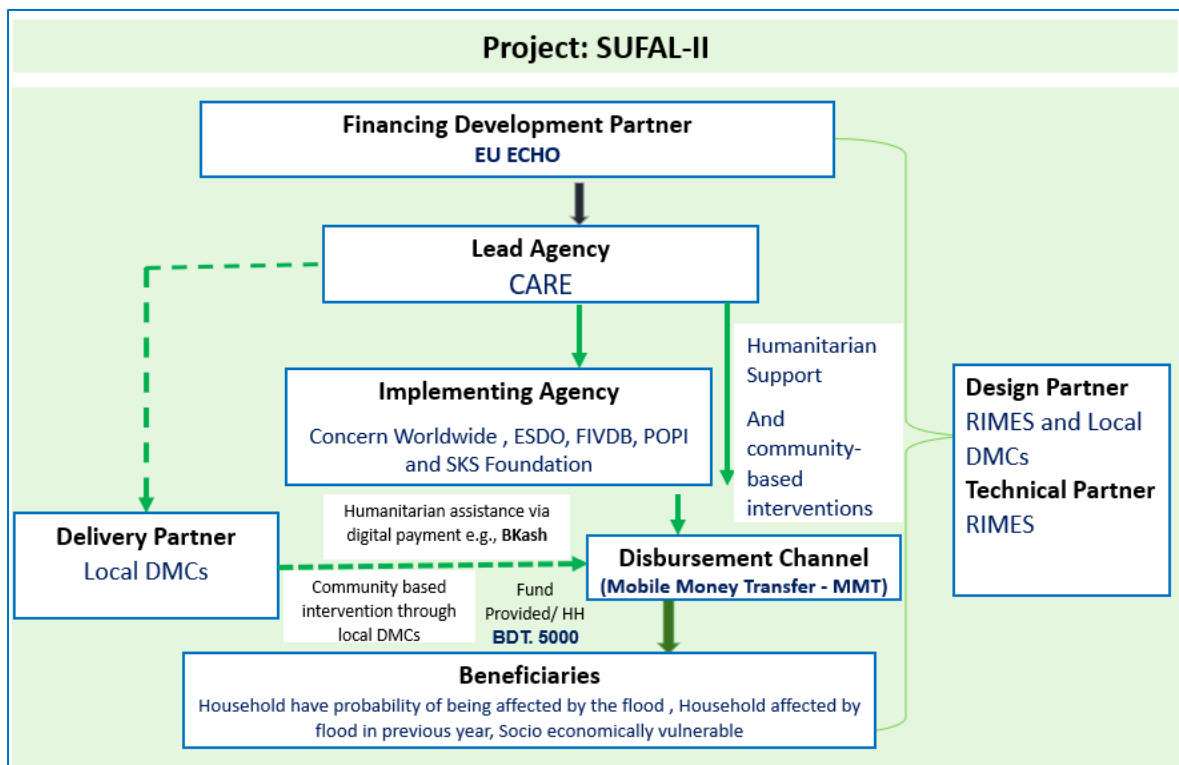 Project: SUFAL-II
Financing Development Partner
EU ECHO
Lead Agency
CARE
Implementing Agency
Concern Worldwide , ESDO, FIVDB, POPI
and SKS Foundation
Humanitarian
Support
And
community-
based
interventions
Design Partner
RIMES and Local
DMCs
Technical Partner
RIMES
Delivery Partner
Local DMCs
Humanitarian assistance via
digital payment e.g., BKash
Community based
intervention through
local DMCs
Fund
Provided/ HH
BDT. 5000
Disbursement Channel
(Mobile Money Transfer - MMT)
Beneficiaries
Household have probability of being affected by the flood , Household affected by
flood in previous year, Socio economically vulnerable